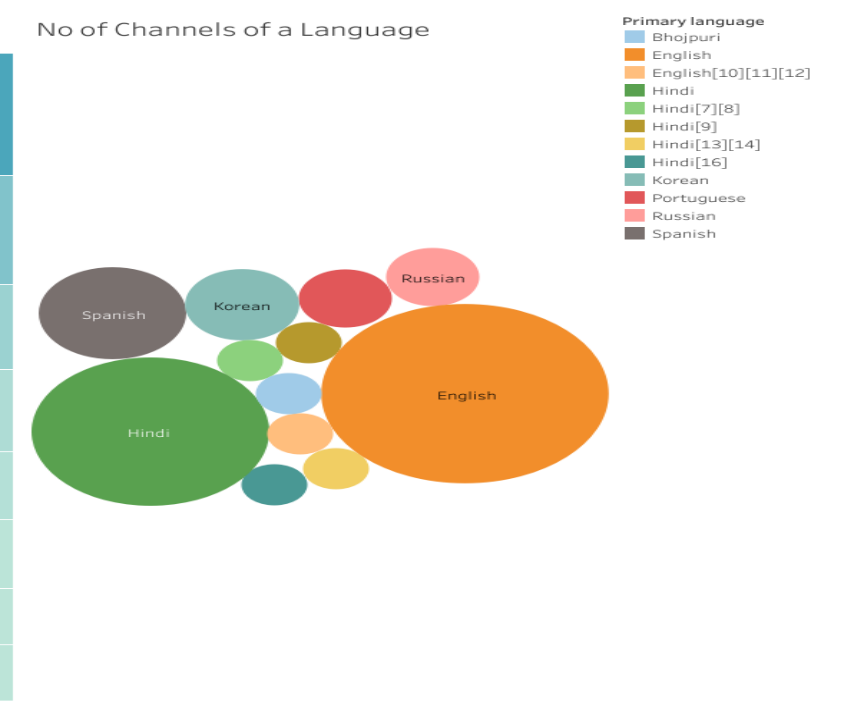 No of Channels of a Language
Primary language
Bhojpuri
English
English[10][11][12]
Hindi
Hindi[7][8]
Hindi[9]
Hindi[13][14]
Hindi[16]
Korean
Portuguese
Russian
Spanish
Russian
Korean
Spanish
English
Hindi